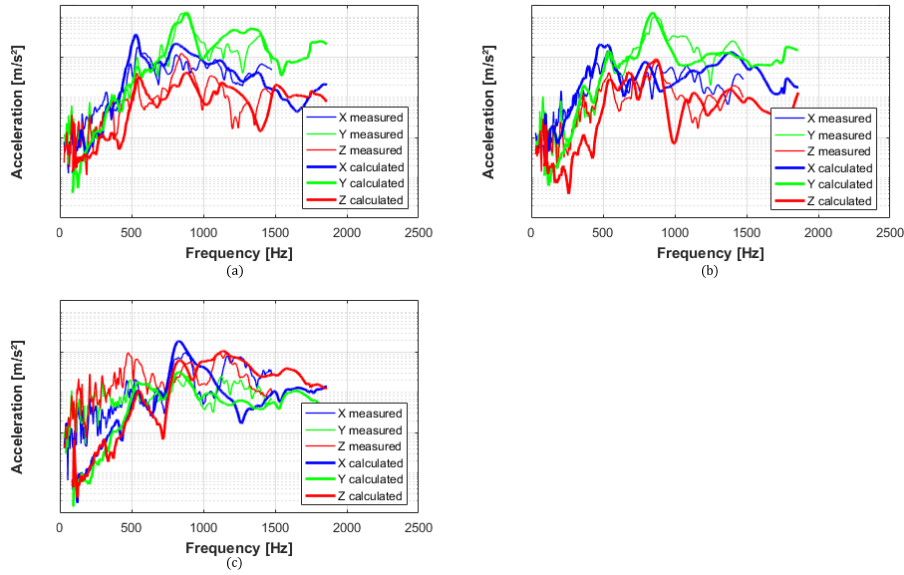 Acceleration [m/s²]
X measured
Y measured
Z measured
X calculated
Y calculated
Z calculated
0 500 1000 1500 2000 2500
Frequency [Hz]
(a)
Acceleration [m/s²]
X measured
Y measured
Z measured
X calculated
Y calculated
Z calculated
0 500 1000 1500 2000 2500
Frequency [Hz]
(b)
Acceleration [m/s²]
X measured
Y measured
Z measured
X calculated
Y calculated
Z calculated
0 500 1000 1500 2000 2500
Frequency [Hz]
(c)